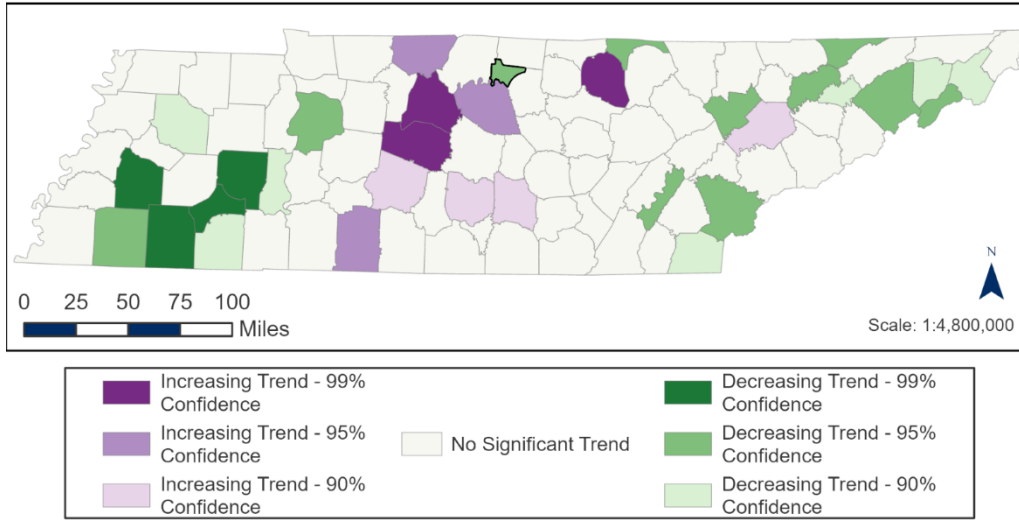 N
0 25 50 75 100
Miles
Scale: 1:4,800,000
Increasing Trend - 99%
Confidence
Increasing Trend - 95%
Confidence
Increasing Trend - 90%
Confidence
No Significant Trend
Decreasing Trend - 99%
Confidence
Decreasing Trend - 95%
Confidence
Decreasing Trend - 90%
Confidence